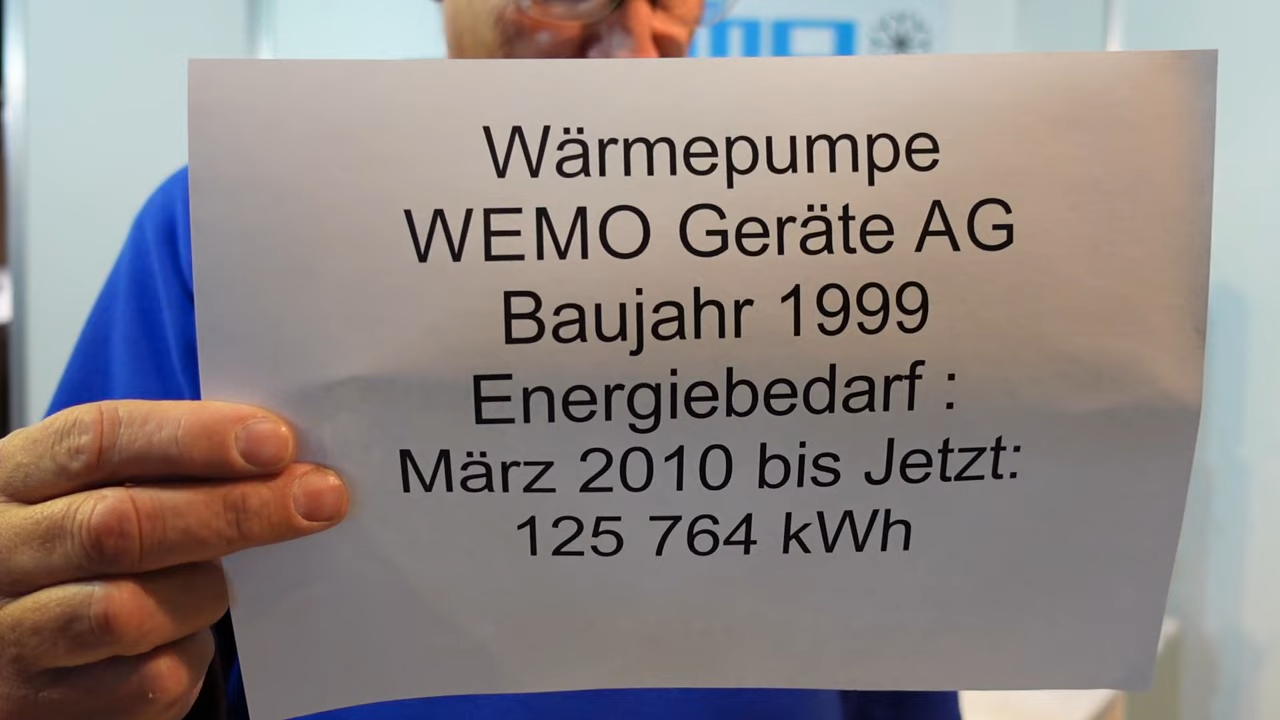 Wärmepumpe
WEMO Geräte AG
Baujahr 1999
Energiebedarf :
März 2010 bis Jetzt:
125 764 kWh